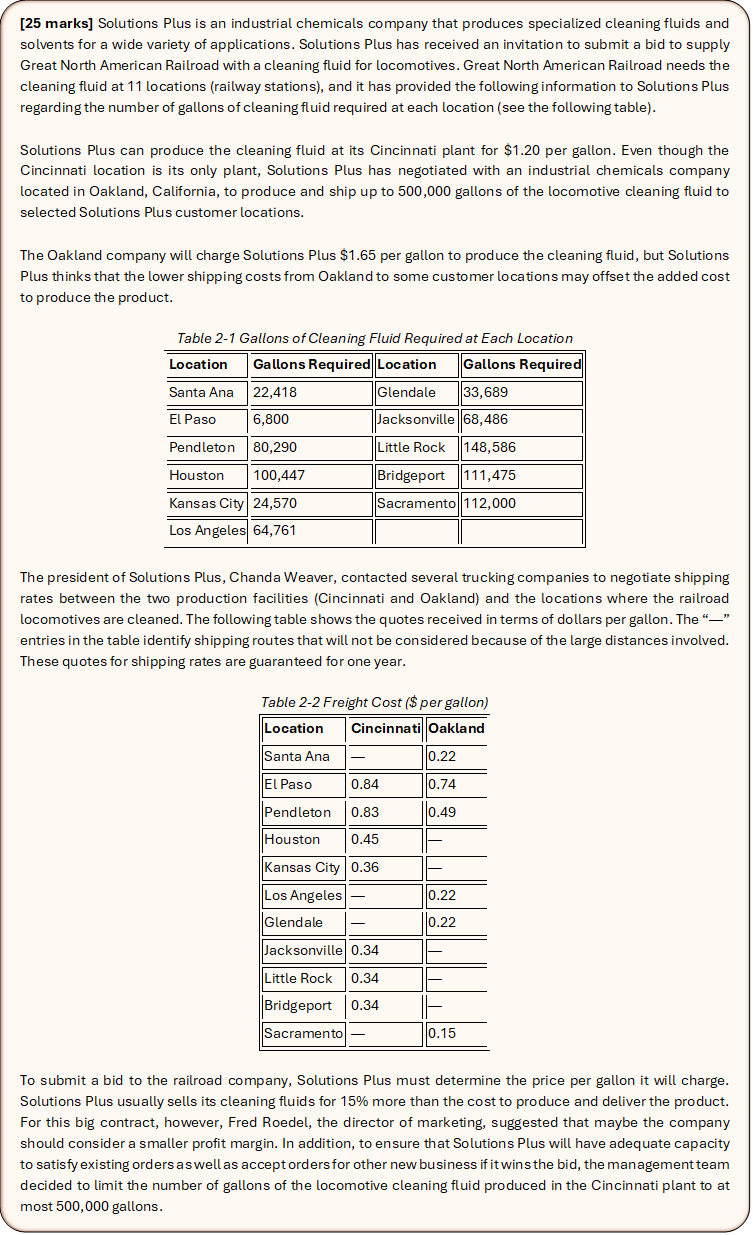 [25 marks] Solutions Plus is an industrial chemicals company that produces specialized cleaning fluids and
solvents for a wide variety of applications. Solutions Plus has received an invitation to submit a bid to supply
Great North American Railroad with a cleaning fluid for locomotives. Great North American Railroad needs the
cleaning fluid at 11 locations (railway stations), and it has provided the following information to Solutions Plus
regarding the number of gallons of cleaning fluid required at each location (see the following table).
Solutions Plus can produce the cleaning fluid at its Cincinnati plant for $1.20 per gallon. Even though the
Cincinnati location is its only plant, Solutions Plus has negotiated with an industrial chemicals company
located in Oakland, California, to produce and ship up to 500,000 gallons of the locomotive cleaning fluid to
selected Solutions Plus customer locations.
The Oakland company will charge Solutions Plus $1.65 per gallon to produce the cleaning fluid, but Solutions
Plus thinks that the lower shipping costs from Oakland to some customer locations may offset the added cost
to produce the product.
Table 2-1 Gallons of Cleaning Fluid Required at Each Location
Location Gallons Required Location Gallons Required
Santa Ana 22,418 Glendale 33,689
El Paso 6,800 Jacksonville 68,486
Pendleton 80,290 Little Rock 148,586
Houston 100,447 Bridgeport 111,475
Kansas City 24,570 Sacramento 112,000
Los Angeles 64,761
The president of Solutions Plus, Chanda Weaver, contacted several trucking companies to negotiate shipping
rates between the two production facilities (Cincinnati and Oakland) and the locations where the railroad
locomotives are cleaned. The following table shows the quotes received in terms of dollars per gallon. The “—”
entries in the table identify shipping routes that will not be considered because of the large distances involved.
These quotes for shipping rates are guaranteed for one year.
Table 2-2 Freight Cost ($ per gallon)
Location Cincinnati Oakland
Santa Ana — 0.22
El Paso 0.84 0.74
Pendleton 0.83 0.49
Houston 0.45 —
Kansas City 0.36 —
Los Angeles — 0.22
Glendale — 0.22
Jacksonville 0.34 —
Little Rock 0.34 —
Bridgeport 0.34 —
Sacramento — 0.15
To submit a bid to the railroad company, Solutions Plus must determine the price per gallon it will charge.
Solutions Plus usually sells its cleaning fluids for 15% more than the cost to produce and deliver the product.
For this big contract, however, Fred Roedel, the director of marketing, suggested that maybe the company
should consider a smaller profit margin. In addition, to ensure that Solutions Plus will have adequate capacity
to satisfy existing orders as well as accept orders for other new business if it wins the bid, the management team
decided to limit the number of gallons of the locomotive cleaning fluid produced in the Cincinnati plant to at
most 500,000 gallons.